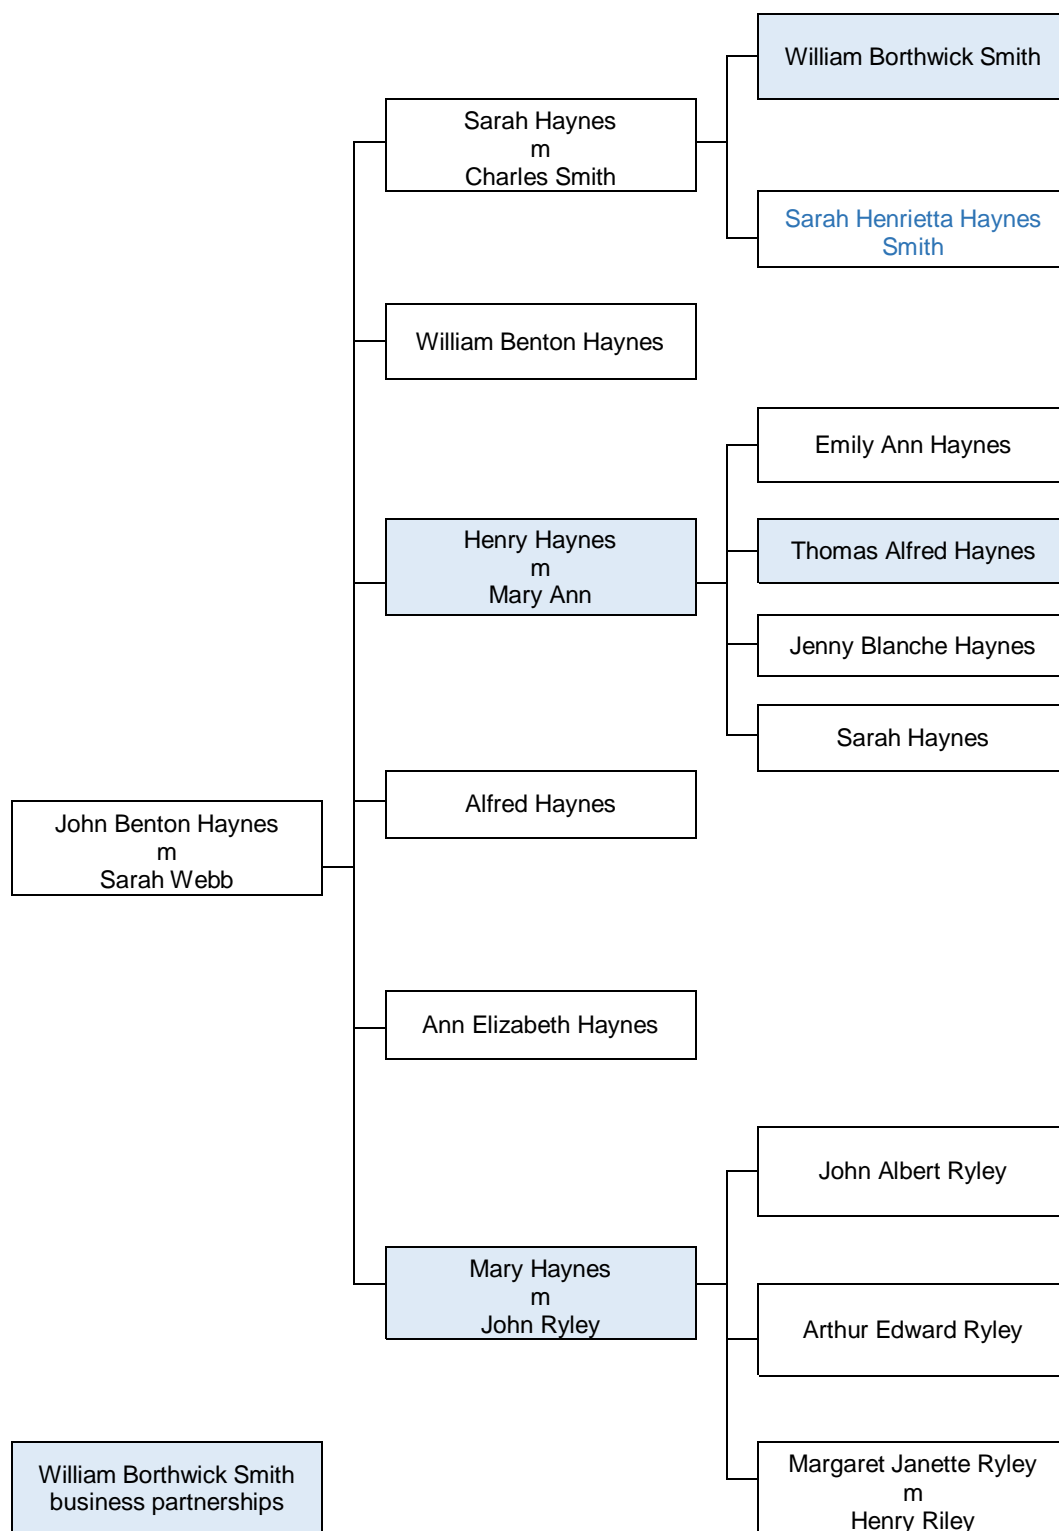 William Borthwick Smith
Sarah Haynes
m
Charles Smith
Sarah Henrietta Haynes
Smith
William Benton Haynes
Emily Ann Haynes
Henry Haynes
m
Mary Ann
Thomas Alfred Haynes
Jenny Blanche Haynes
Sarah Haynes
Alfred Haynes
John Benton Haynes
m
Sarah Webb
Ann Elizabeth Haynes
John Albert Ryley
Mary Haynes
m
John Ryley
Arthur Edward Ryley
Margaret Janette Ryley
m
Henry Riley
William Borthwick Smith
business partnerships